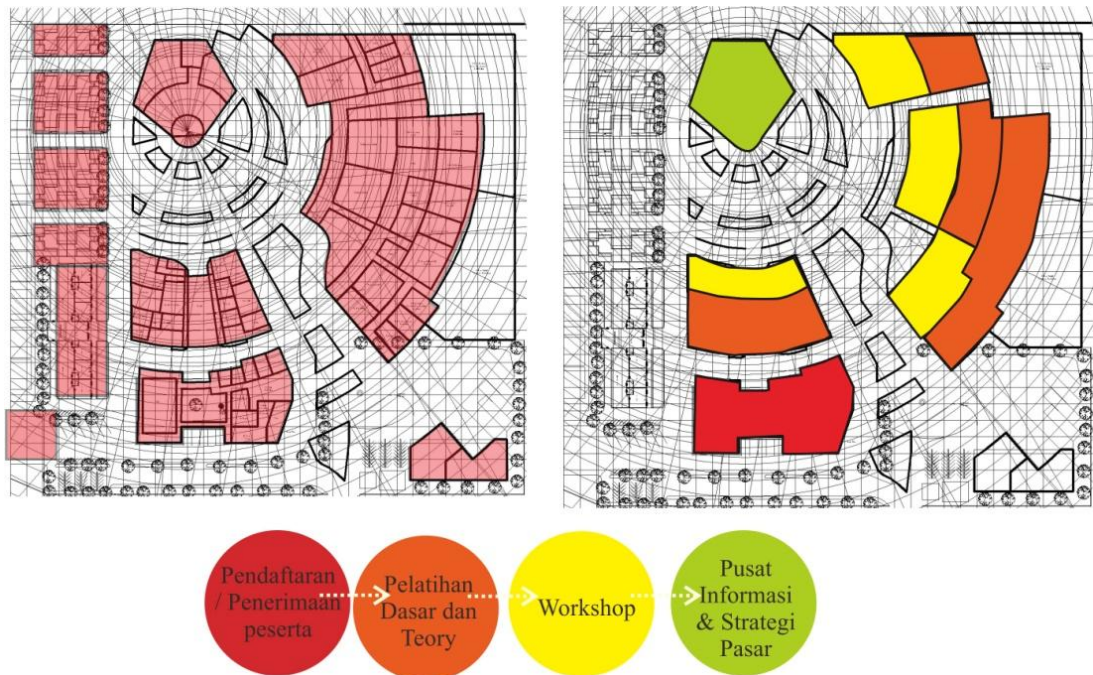 Pendaftaran
/ Penerimaan
peserta
Pelatihan
Dasar dan
Teory
Workshop
Pusat
Informasi
& Strategi
Pasar